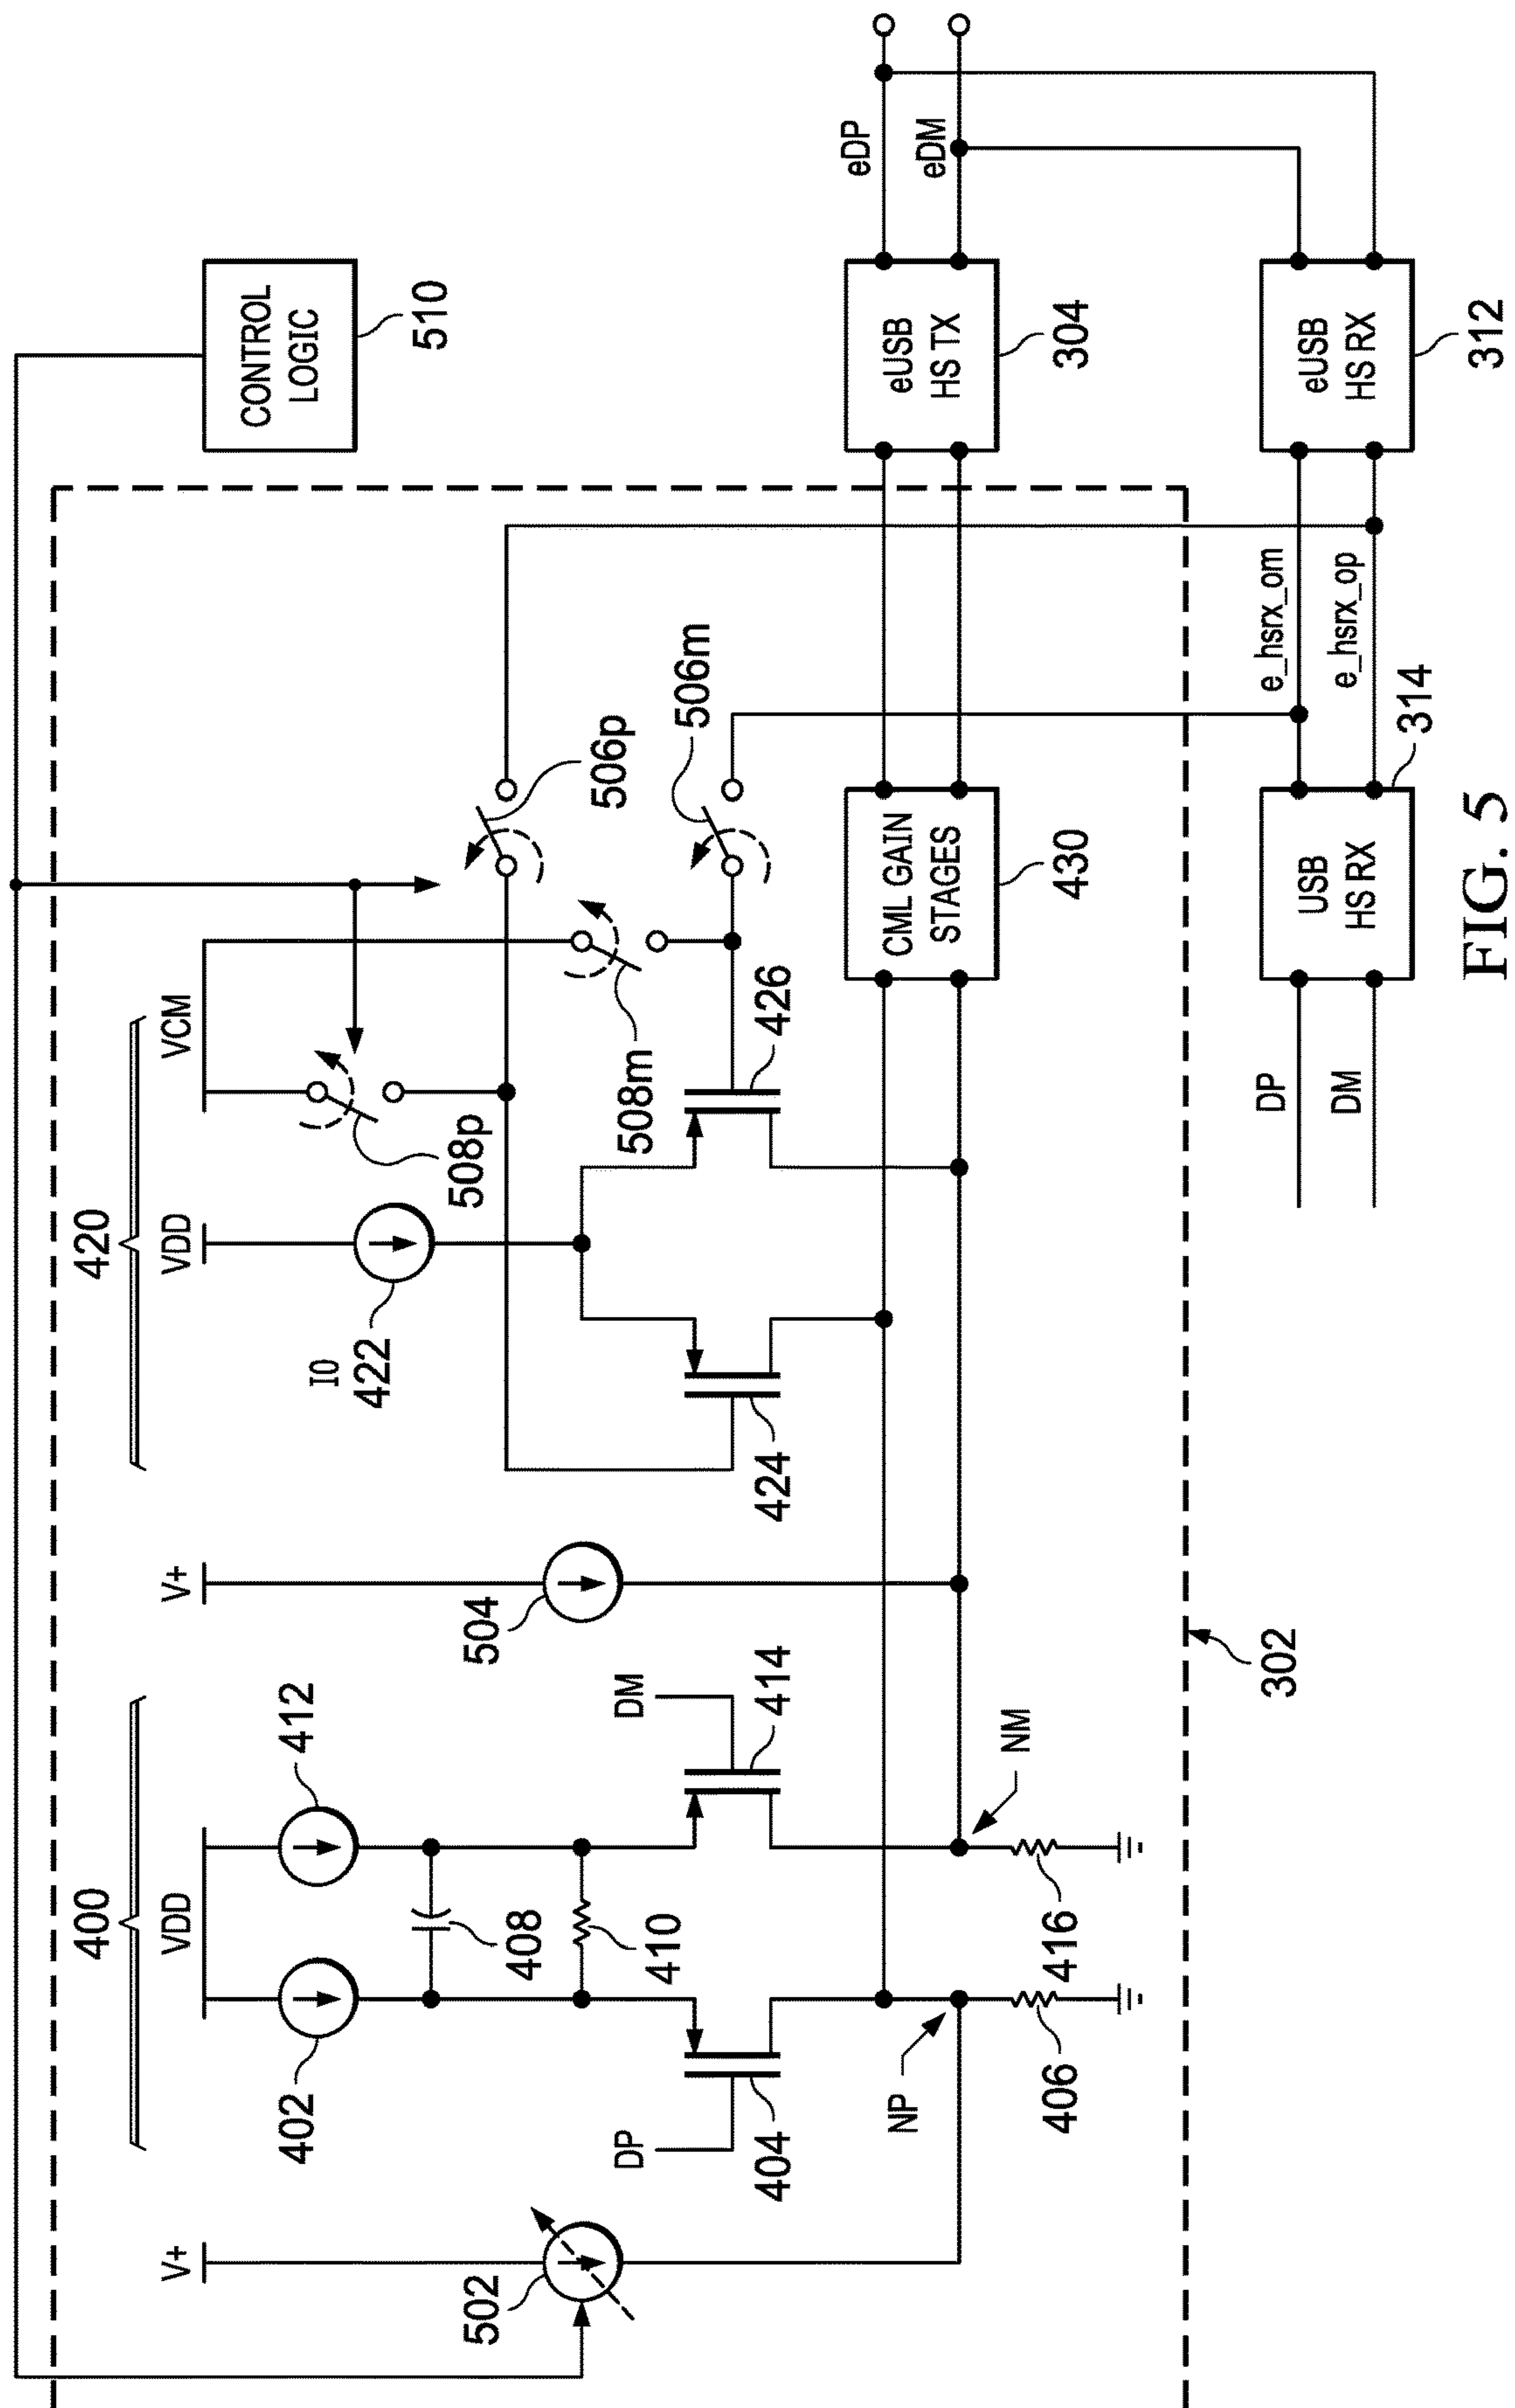 400
420
VDD
VDD
VCM
V+
V+
402
412
408
410
502
504
IO
422
508p
508m
506p
506m
CONTROL
LOGIC
510
DP
404
DM
414
424
426
NP
NM
406
416
CML GAIN
STAGES
430
eUSB
HS TX
304
eDP
eDM
302
DP
DM
USB
HS RX
314
e_hsrx_om
e_hsrx_op
eUSB
HS RX
312
FIG. 5